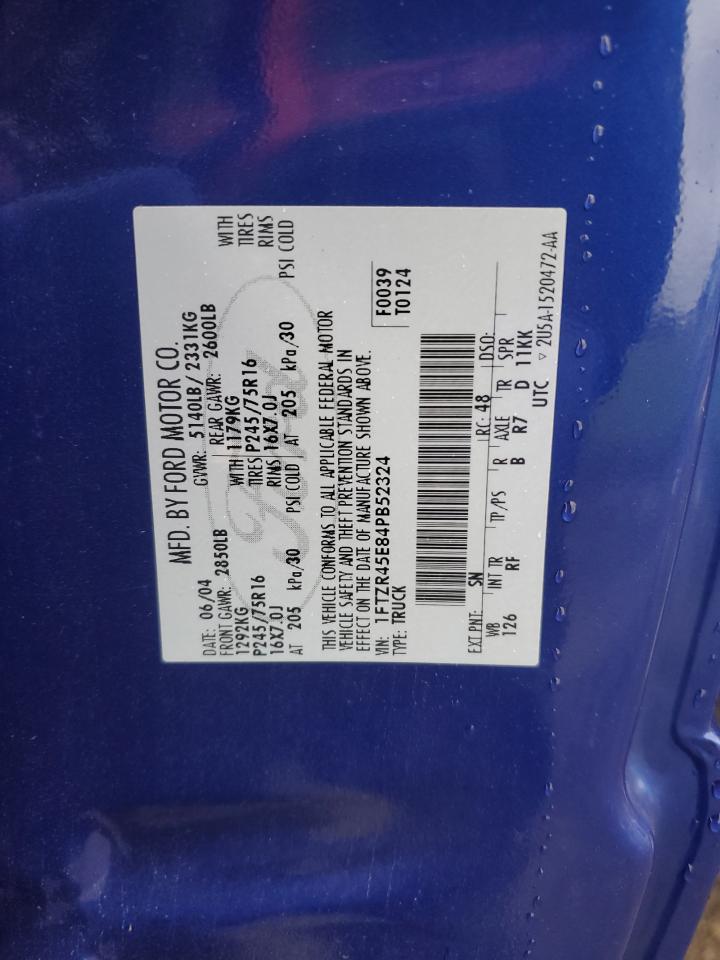 MFD. BY FORD MOTOR CO.
DATE: 06/04 GVWR: 5140LB/2331KG
FRONT GAWR: 2850LB REAR GAWR: 2600LB
1292KG WITH 1179KG WITH
P245/75R16 TIRES P245/75R16 TIRES
16X7.0J RIMS 16X7.0J RIMS
AT 205 kPa/30 PSI COLD AT 205 kPa/30 PSI COLD
THIS VEHICLE CONFORMS TO ALL APPLICABLE FEDERAL MOTOR
VEHICLE SAFETY AND THEFT PREVENTION STANDARDS IN
EFFECT ON THE DATE OF MANUFACTURE SHOWN ABOVE.
VIN: 1FTZR45E84PB52324 F0039
TYPE: TRUCK T0124
EXT PNT: SN RC: 48 DSO:
WB INT TR TP/PS R AXLE TR SPR
126 RF B R7 D 11KK
UTC ▽ 2U5A-1520472-AA
Ford